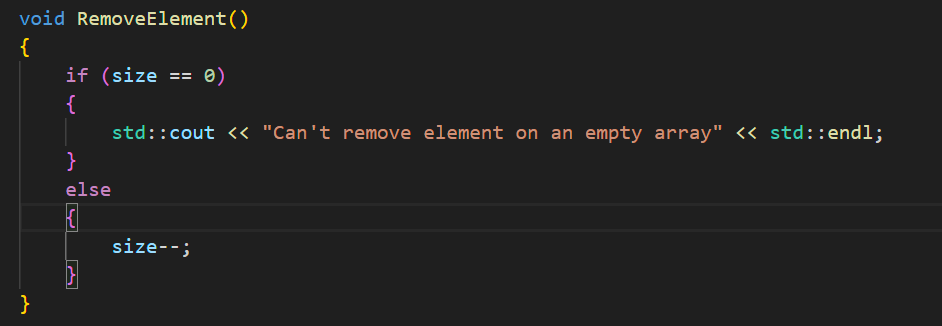 void RemoveElement()
{
    if (size == 0)
    {
        std::cout << "Can't remove element on an empty array" << std::endl;
    }
    else
    {
        size--;
    }
}